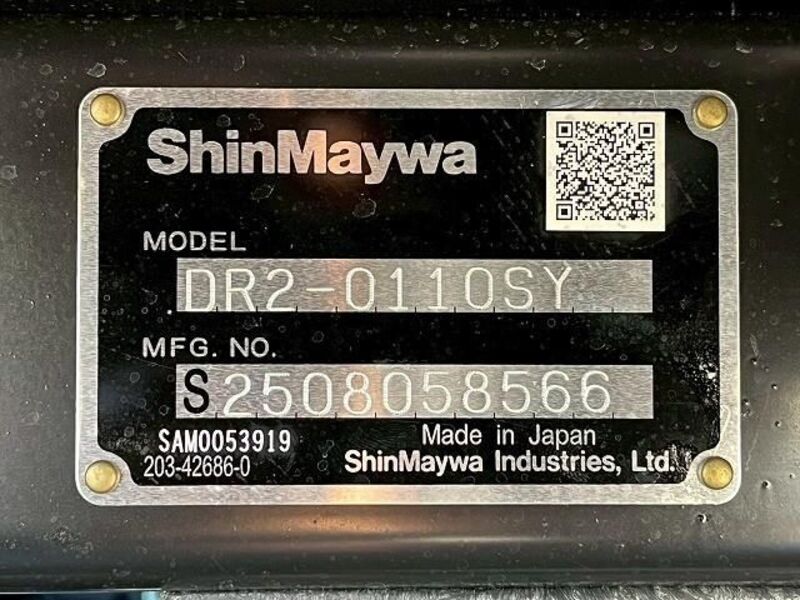 ShinMaywa
MODEL
DR2-0110SY
MFG. NO.
S2508058566
SAM0053919
Made in Japan
203-42686-0
ShinMaywa Industries, Ltd.